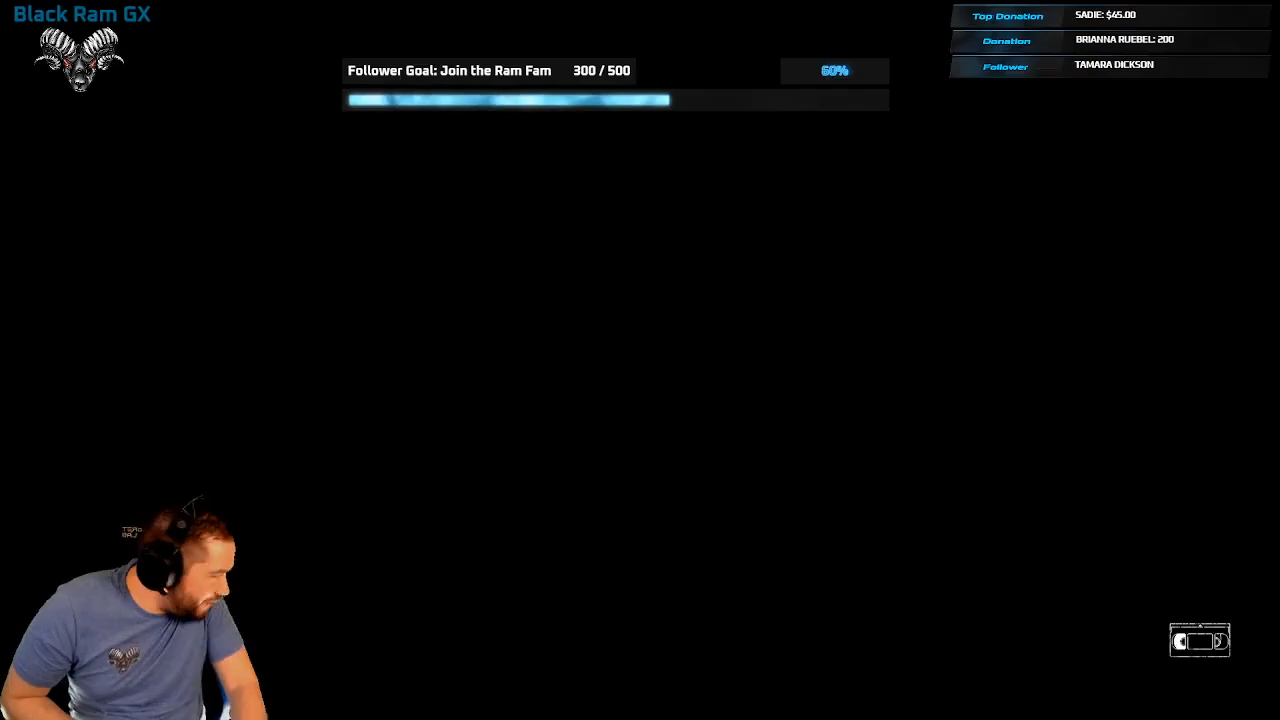 Black Ram GX
Top Donation
SADIE: $45.00
Donation
BRIANNA RUEBEL: 200
Follower
TAMARA DICKSON
Follower Goal: Join the Ram Fam
300 / 500
60%